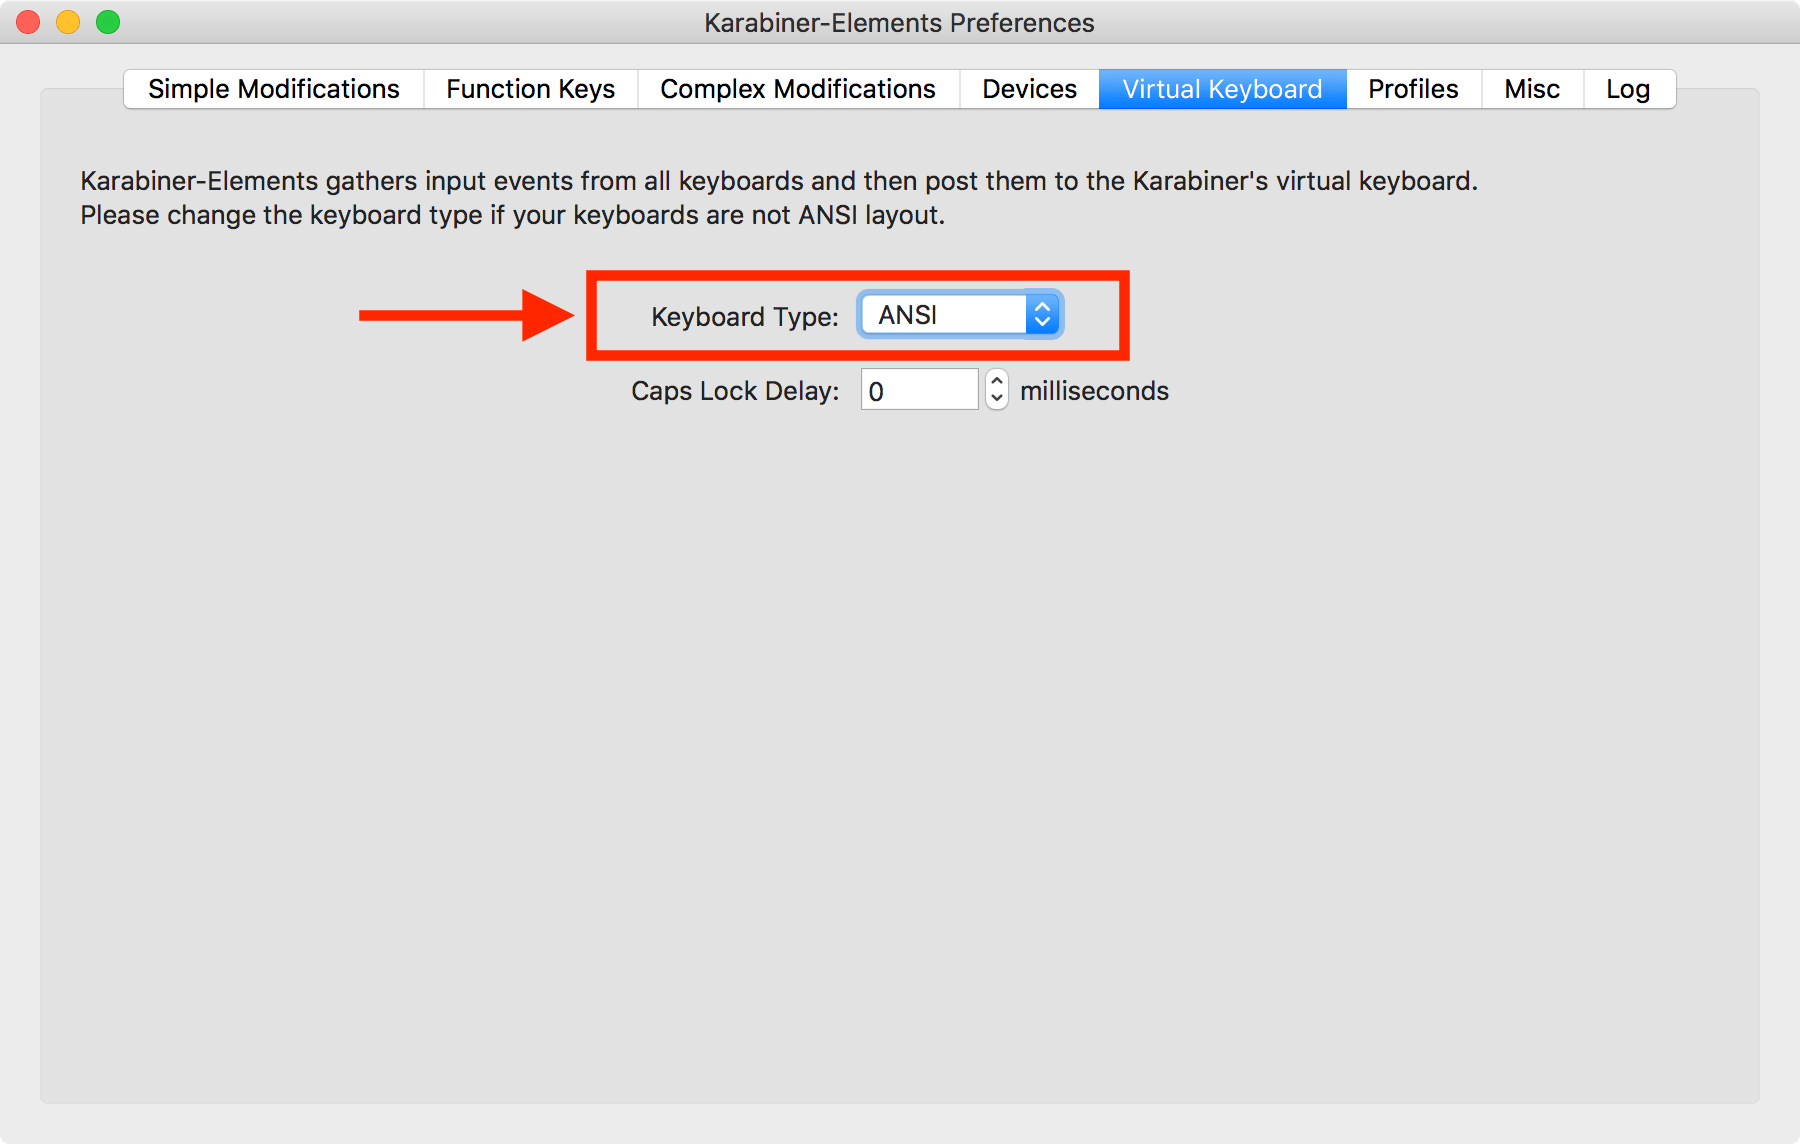 Karabiner-Elements Preferences
Simple Modifications Function Keys Complex Modifications Devices Virtual Keyboard Profiles Misc Log
Karabiner-Elements gathers input events from all keyboards and then post them to the Karabiner's virtual keyboard.
Please change the keyboard type if your keyboards are not ANSI layout.
Keyboard Type: ANSI
Caps Lock Delay: 0 milliseconds